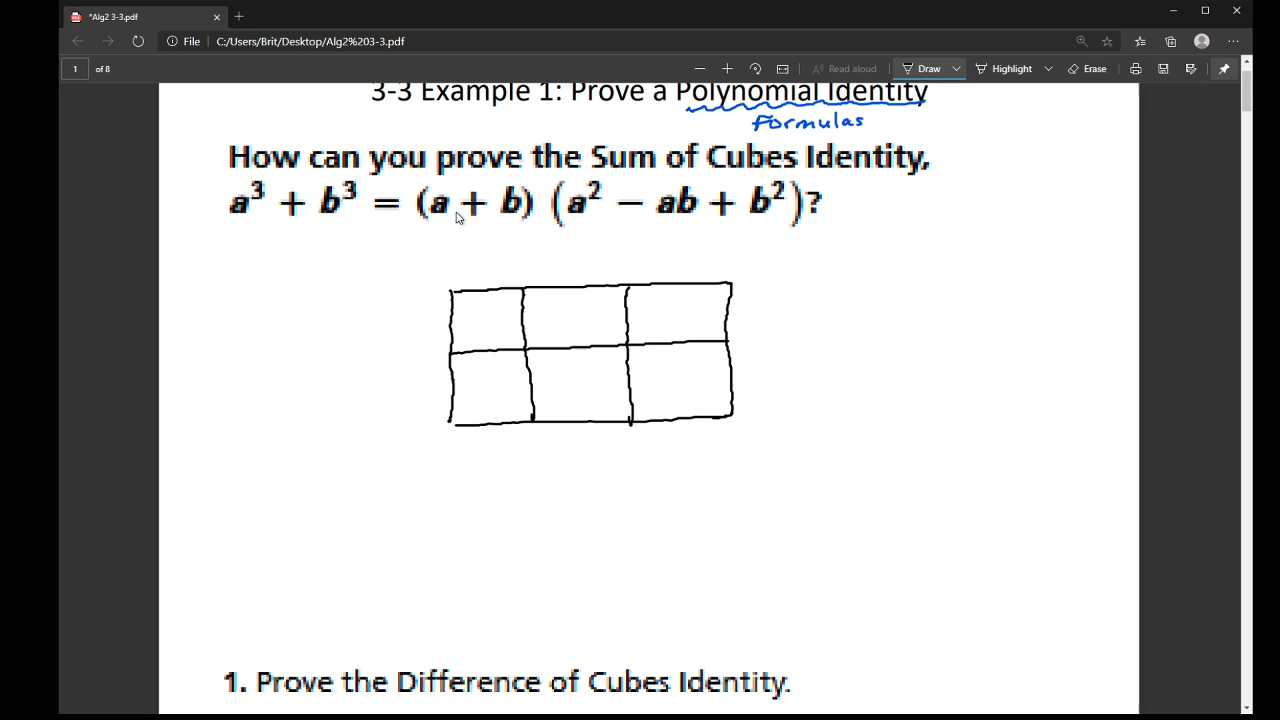 *Alg2 3-3.pdf
File C:/Users/Brit/Desktop/Alg2%203-3.pdf
1 of 8 Read aloud Draw Highlight Erase
3-3 Example 1: Prove a Polynomial Identity
Formulas
How can you prove the Sum of Cubes Identity,
a³ + b³ = (a + b) (a² − ab + b²)?
1. Prove the Difference of Cubes Identity.